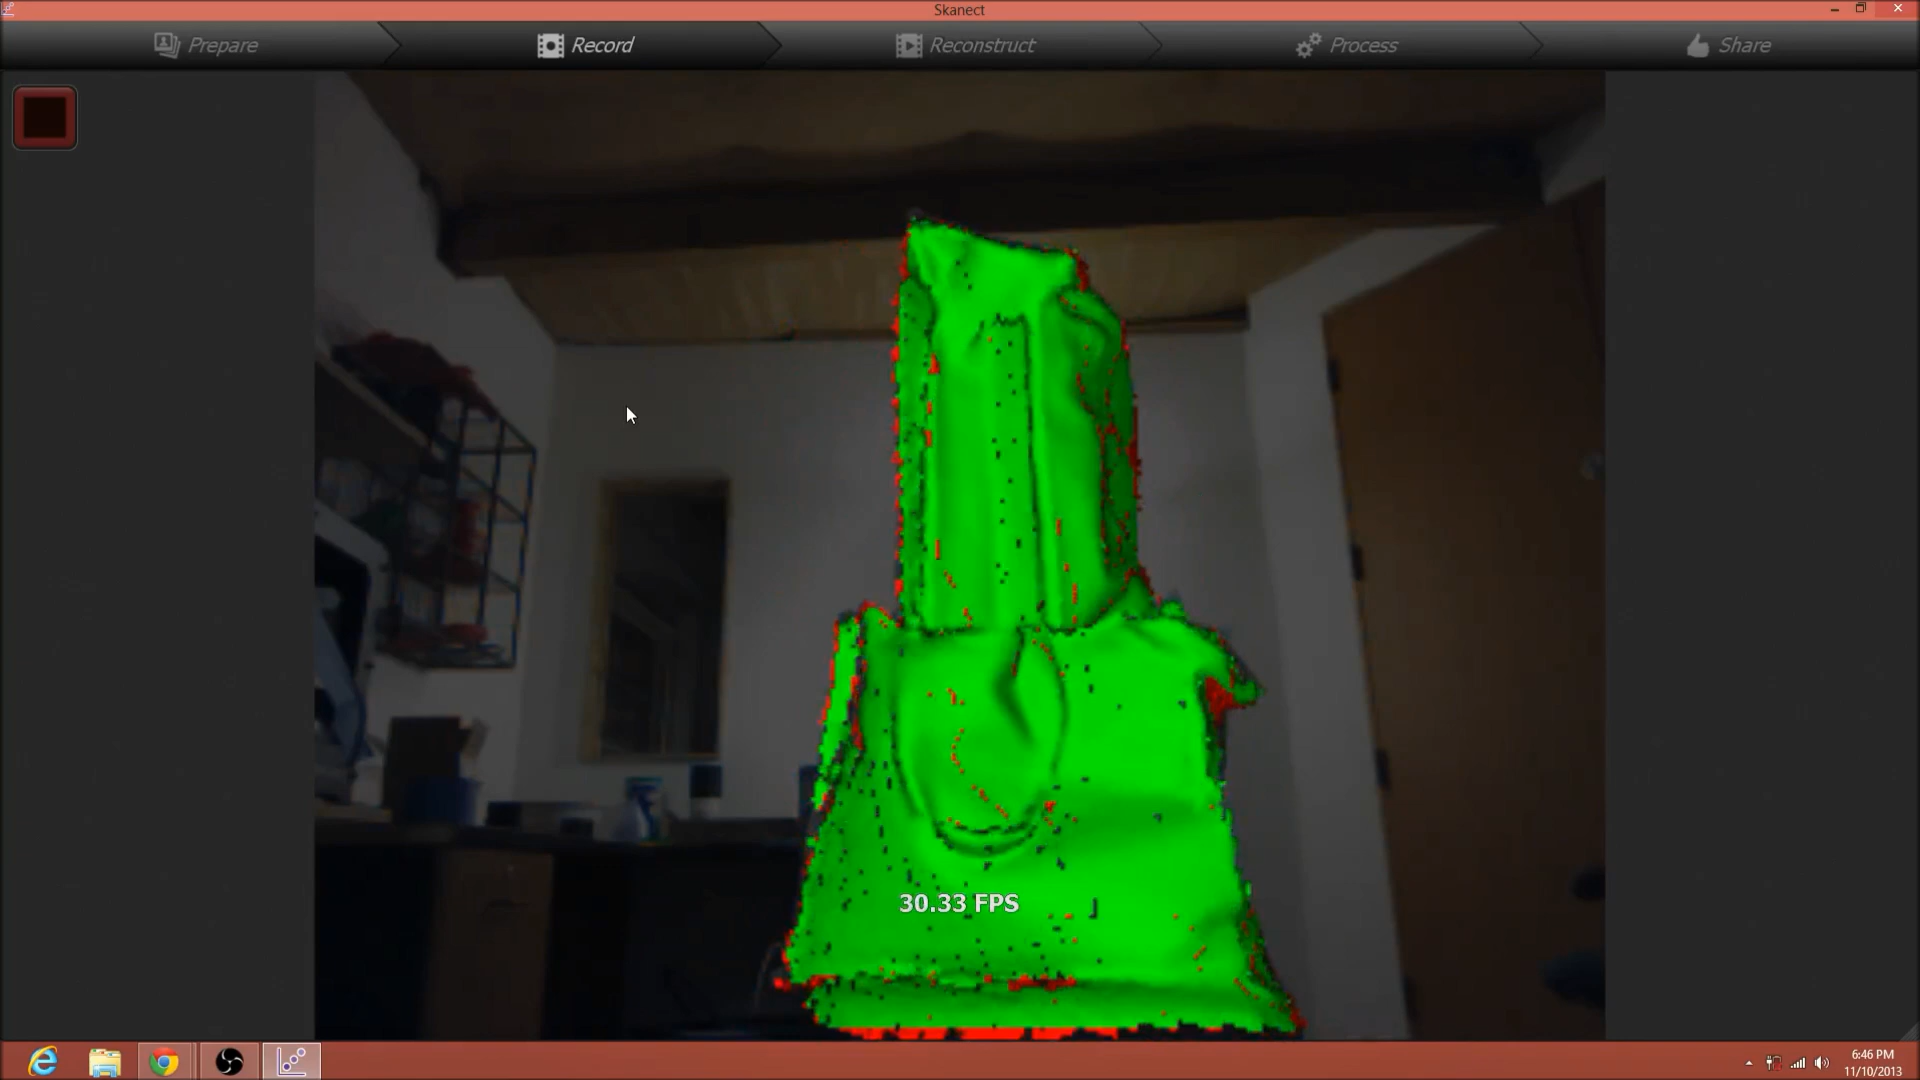 Skanect
Prepare
Record
Reconstruct
Process
Share
30.33 FPS
6:46 PM
11/10/2013